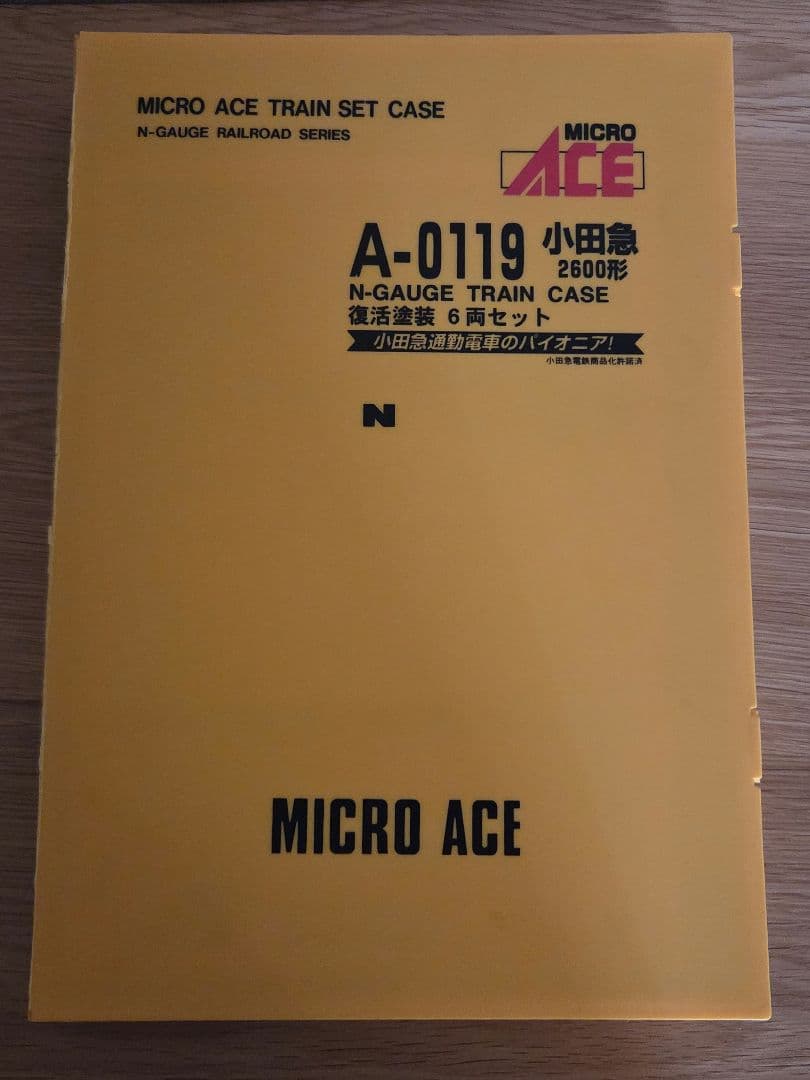 MICRO ACE TRAIN SET CASE
N-GAUGE RAILROAD SERIES
MICRO
ACE
A-0119 小田急
2600形
N-GAUGE TRAIN CASE
復活塗装 6両セット
小田急通勤電車のパイオニア!
小田急電鉄商品化許諾済
N
MICRO ACE